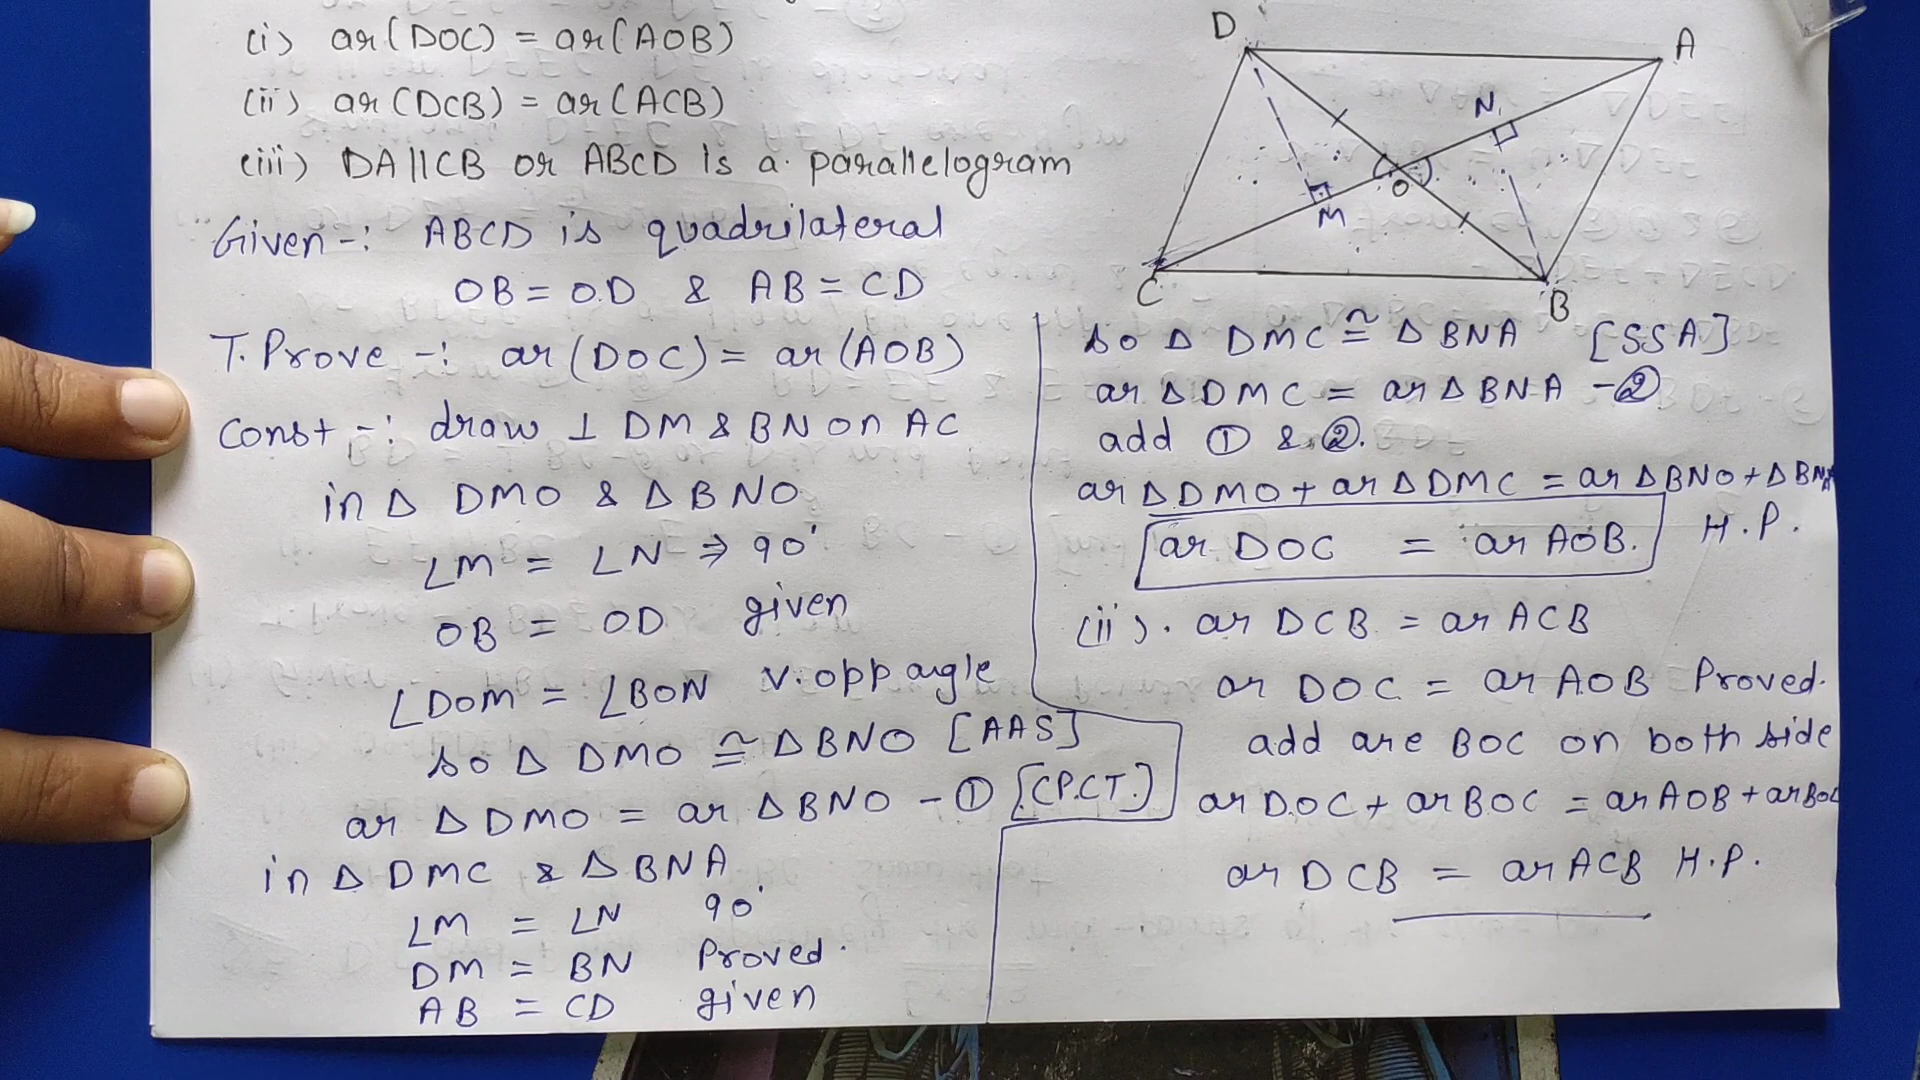 (i) ar(DOC) = ar(AOB)
(ii) ar(DCB) = ar(ACB)
(iii) DA||CB or ABCD is a parallelogram
Given -: ABCD is quadrilateral
OB = OD & AB = CD
T. Prove -: ar(DOC) = ar(AOB)
Const -: draw ⊥ DM & BN on AC
in Δ DMO & Δ BNO
∠M = ∠N ⇒ 90°
OB = OD given
∠DOM = ∠BON V.opp angle
so Δ DMO ≅ Δ BNO [AAS]
ar Δ DMO = ar Δ BNO - ① [CPCT.]
in Δ DMC & Δ BNA
∠M = ∠N 90°
DM = BN Proved.
AB = CD given
D
A
N
O
M
C
B
so Δ DMC ≅ Δ BNA [SSA]
ar Δ DMC = ar Δ BNA - ②
add ① & ②.
ar Δ DMO + ar Δ DMC = ar Δ BNO + Δ BNA
ar DOC = ar AOB. H.P.
(ii). ar DCB = ar ACB
ar DOC = ar AOB Proved.
add are BOC on both side
ar DOC + ar BOC = ar AOB + ar BOC
ar DCB = ar ACB H.P.